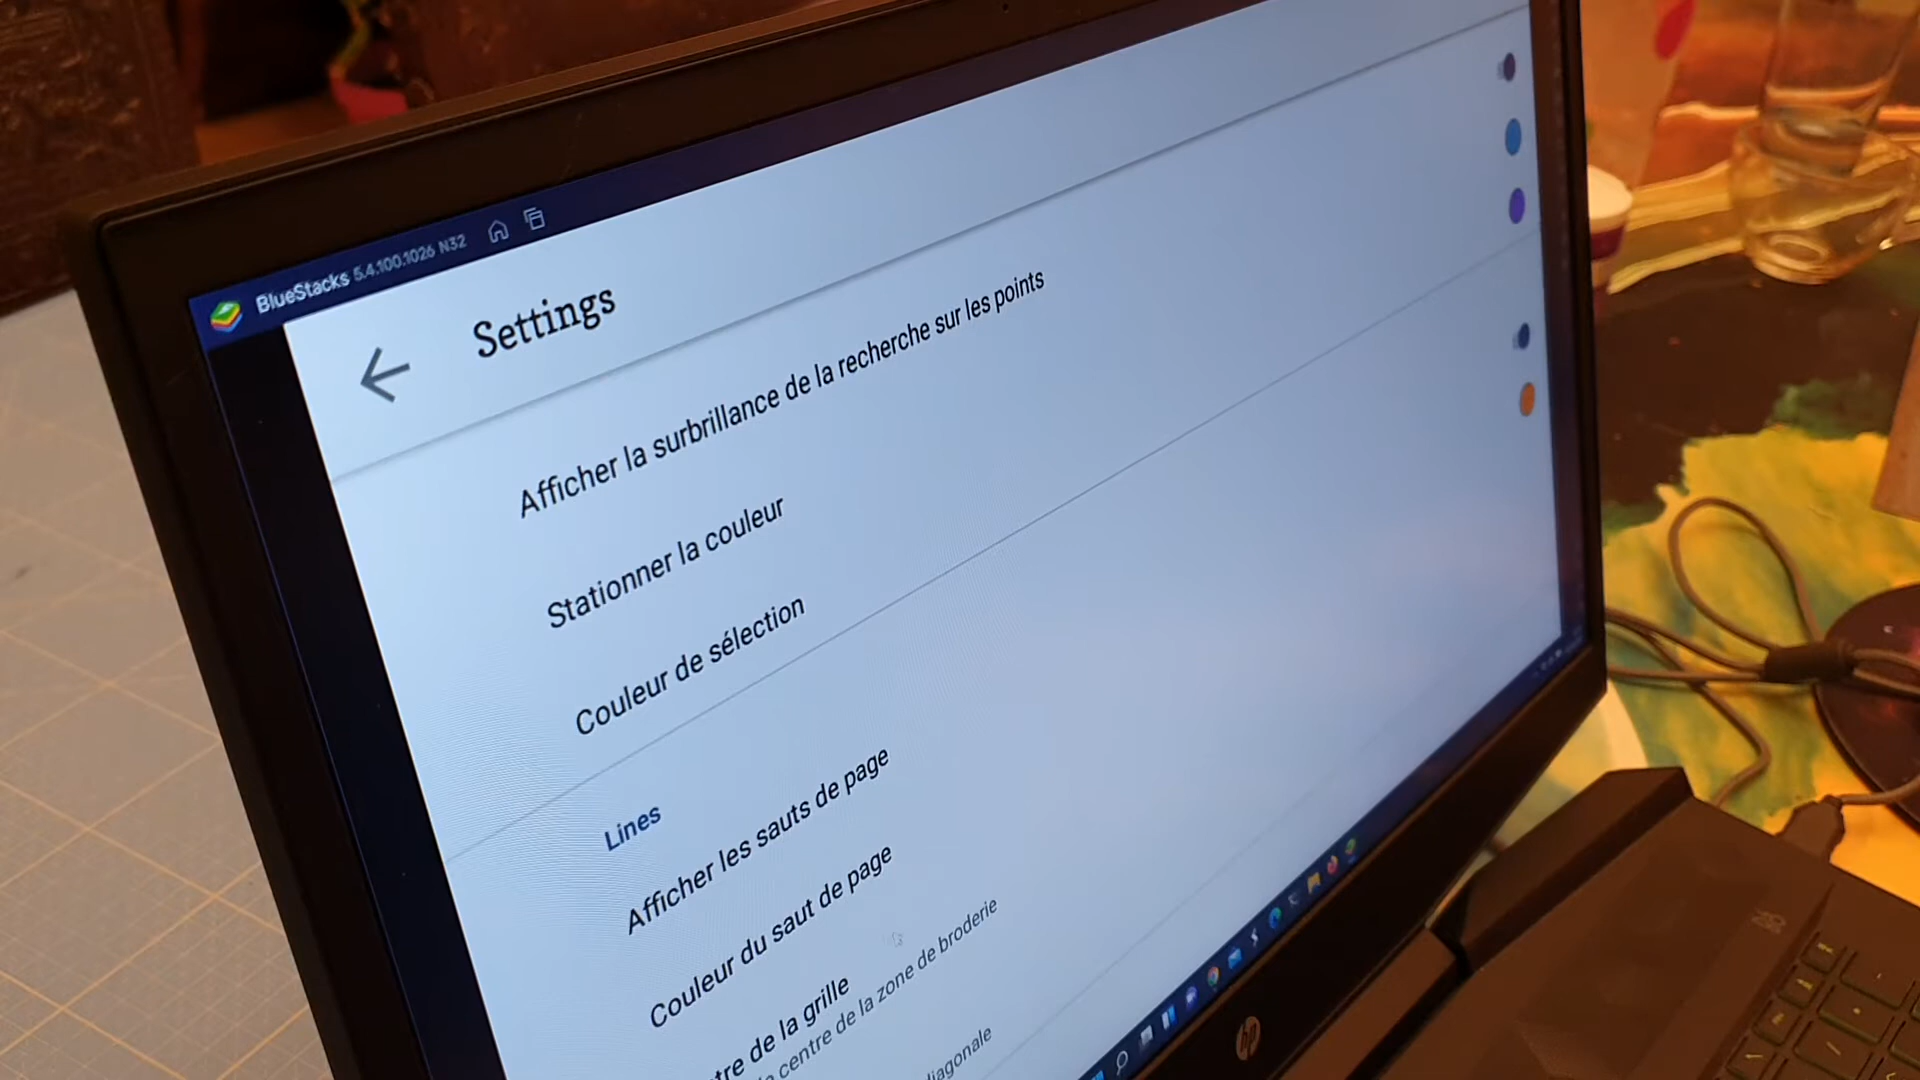 BlueStacks 5.4.100.1026 N32
Settings
Afficher la surbrillance de la recherche sur les points
Stationner la couleur
Couleur de sélection
Lines
Afficher les sauts de page
Couleur du saut de page
tre de la grille
centre de la zone de broderie
diagonale
hp